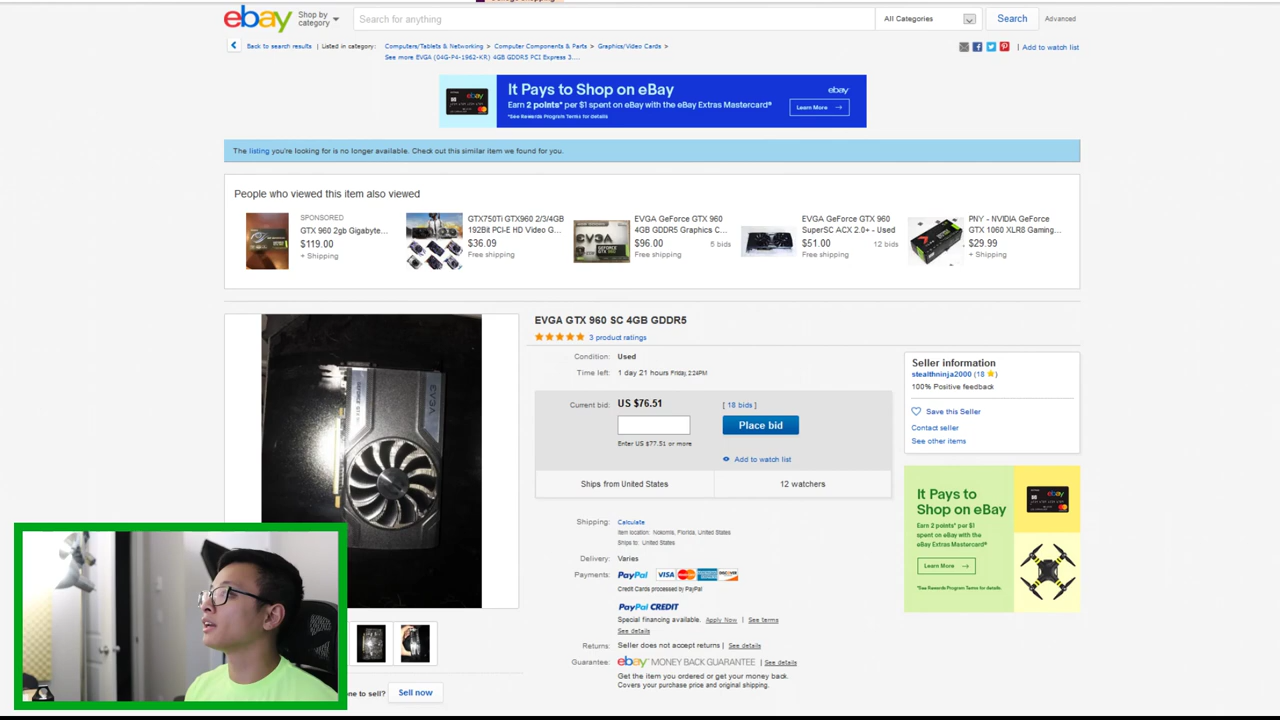 ebay
Shop by
category
Search for anything
All Categories
Search
Advanced
Back to search results
Listed in category:
Computers/Tablets & Networking > Computer Components & Parts > Graphics/Video Cards >
See more EVGA (04G-P4-1962-KR) 4GB GDDR5 PCI Express 3....
Add to watch list
It Pays to Shop on eBay
Earn 2 points* per $1 spent on eBay with the eBay Extras Mastercard®
*See Rewards Program Terms for details
ebay
Learn More
The listing you're looking for is no longer available. Check out this similar item we found for you.
People who viewed this item also viewed
SPONSORED
GTX 960 2gb Gigabyte...
$119.00
+ Shipping
GTX750Ti GTX960 2/3/4GB
192Bit PCI-E HD Video G...
$36.09
Free shipping
EVGA GeForce GTX 960
4GB GDDR5 Graphics C...
$96.00 5 bids
Free shipping
EVGA GeForce GTX 960
SuperSC ACX 2.0+ - Used
$51.00 12 bids
Free shipping
PNY - NVIDIA GeForce
GTX 1060 XLR8 Gaming...
$29.99
+ Shipping
EVGA GTX 960 SC 4GB GDDR5
3 product ratings
Condition: Used
Time left: 1 day 21 hours Friday, 2:24PM
Current bid: US $76.51 [ 18 bids ]
Place bid
Enter US $77.51 or more
Add to watch list
Ships from United States 12 watchers
Shipping: Calculate
Item location: Nokomis, Florida, United States
Ships to: United States
Delivery: Varies
Payments: PayPal VISA DISCOVER
Credit Cards processed by PayPal
PayPal CREDIT
Special financing available. Apply Now | See terms
See details
Returns: Seller does not accept returns | See details
Guarantee: ebay MONEY BACK GUARANTEE | See details
Get the item you ordered or get your money back.
Covers your purchase price and original shipping.
Seller information
stealthninja2000 (18 )
100% Positive feedback
Save this Seller
Contact seller
See other items
It Pays to
Shop on eBay
Earn 2 points* per $1
spent on eBay with
the eBay Extras
Mastercard®
Learn More
*See Rewards Program Terms for details.
EVGA
one to sell?
Sell now